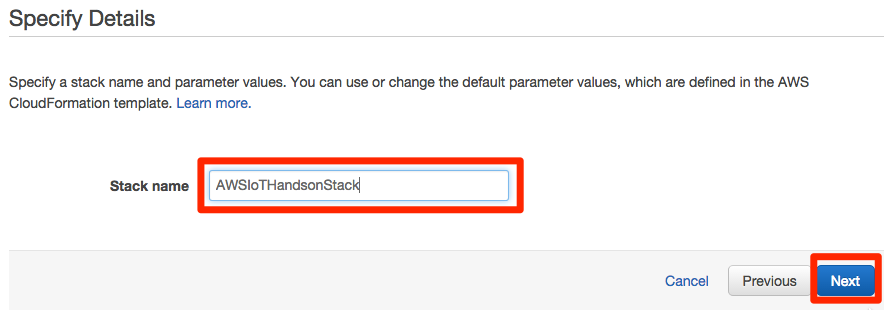 Specify Details
Specify a stack name and parameter values. You can use or change the default parameter values, which are defined in the AWS
CloudFormation template. Learn more.
Stack name AWSIoTHandsonStack
Cancel Previous Next